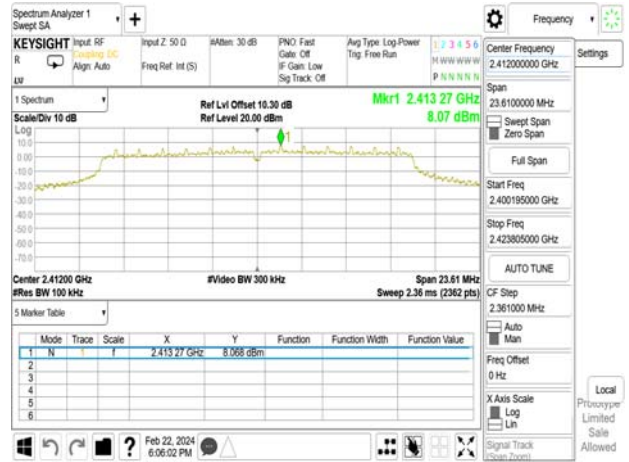 Spectrum Analyzer 1
Swept SA
Frequency
KEYSIGHT
R
Input: RF
Coupling: DC
Align: Auto
Input Z: 50 Ω
Freq Ref: Int (S)
#Atten: 30 dB
PNO: Fast
Gate: Off
IF Gain: Low
Sig Track: Off
Avg Type: Log-Power
Trig: Free Run
1 2 3 4 5 6
M W W W W W
P N N N N N
Center Frequency
2.412000000 GHz
Settings
Span
23.6100000 MHz
Swept Span
Zero Span
Full Span
Start Freq
2.400195000 GHz
Stop Freq
2.423805000 GHz
AUTO TUNE
CF Step
2.361000 MHz
Auto
Man
Freq Offset
0 Hz
X Axis Scale
Log
Lin
Signal Track
(Span Zoom)
Local
Prototype
Limited
Sale
Allowed
1 Spectrum
Scale/Div 10 dB
Log
Ref Lvl Offset 10.30 dB
Ref Level 20.00 dBm
Mkr1 2.413 27 GHz
8.07 dBm
1
10.0
0.00
-10.0
-20.0
-30.0
-40.0
-50.0
-60.0
-70.0
Center 2.41200 GHz
#Res BW 100 kHz
#Video BW 300 kHz
Span 23.61 MHz
Sweep 2.36 ms (2362 pts)
5 Marker Table
Mode Trace Scale X Y Function Function Width Function Value
1 N 1 f 2.413 27 GHz 8.068 dBm
2
3
4
5
6
Feb 22, 2024
6:06:02 PM